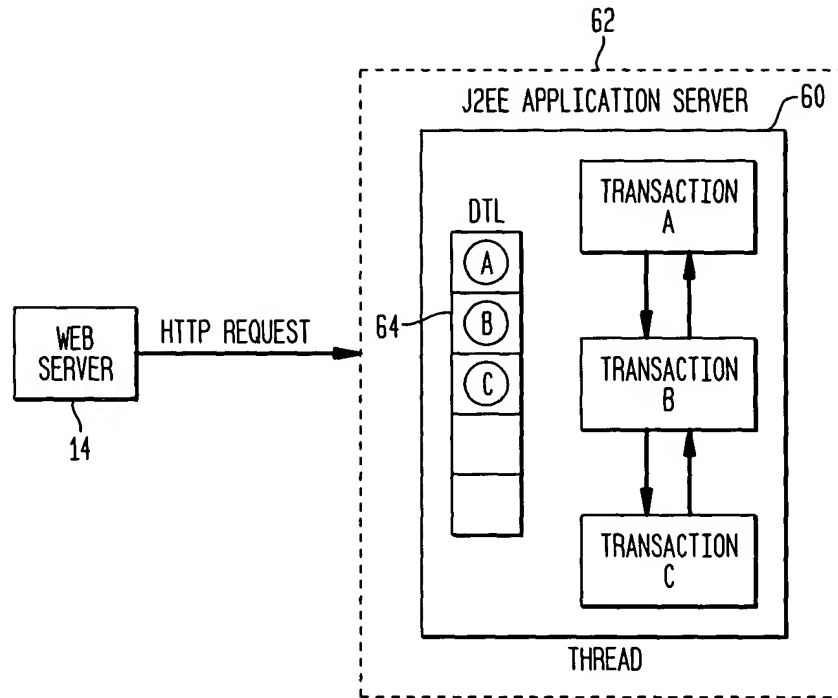 62
J2EE APPLICATION SERVER
60
DTL
A
B
C
64
TRANSACTION
A
TRANSACTION
B
TRANSACTION
C
WEB
SERVER
14
HTTP REQUEST
THREAD